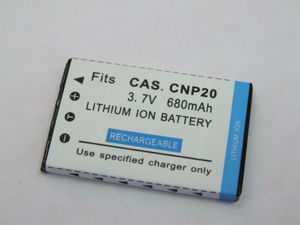 Fits CAS. CNP20
3.7V 680mAh
LITHIUM ION BATTERY
RECHARGEABLE
Use specified charger only
LITHIUM ION